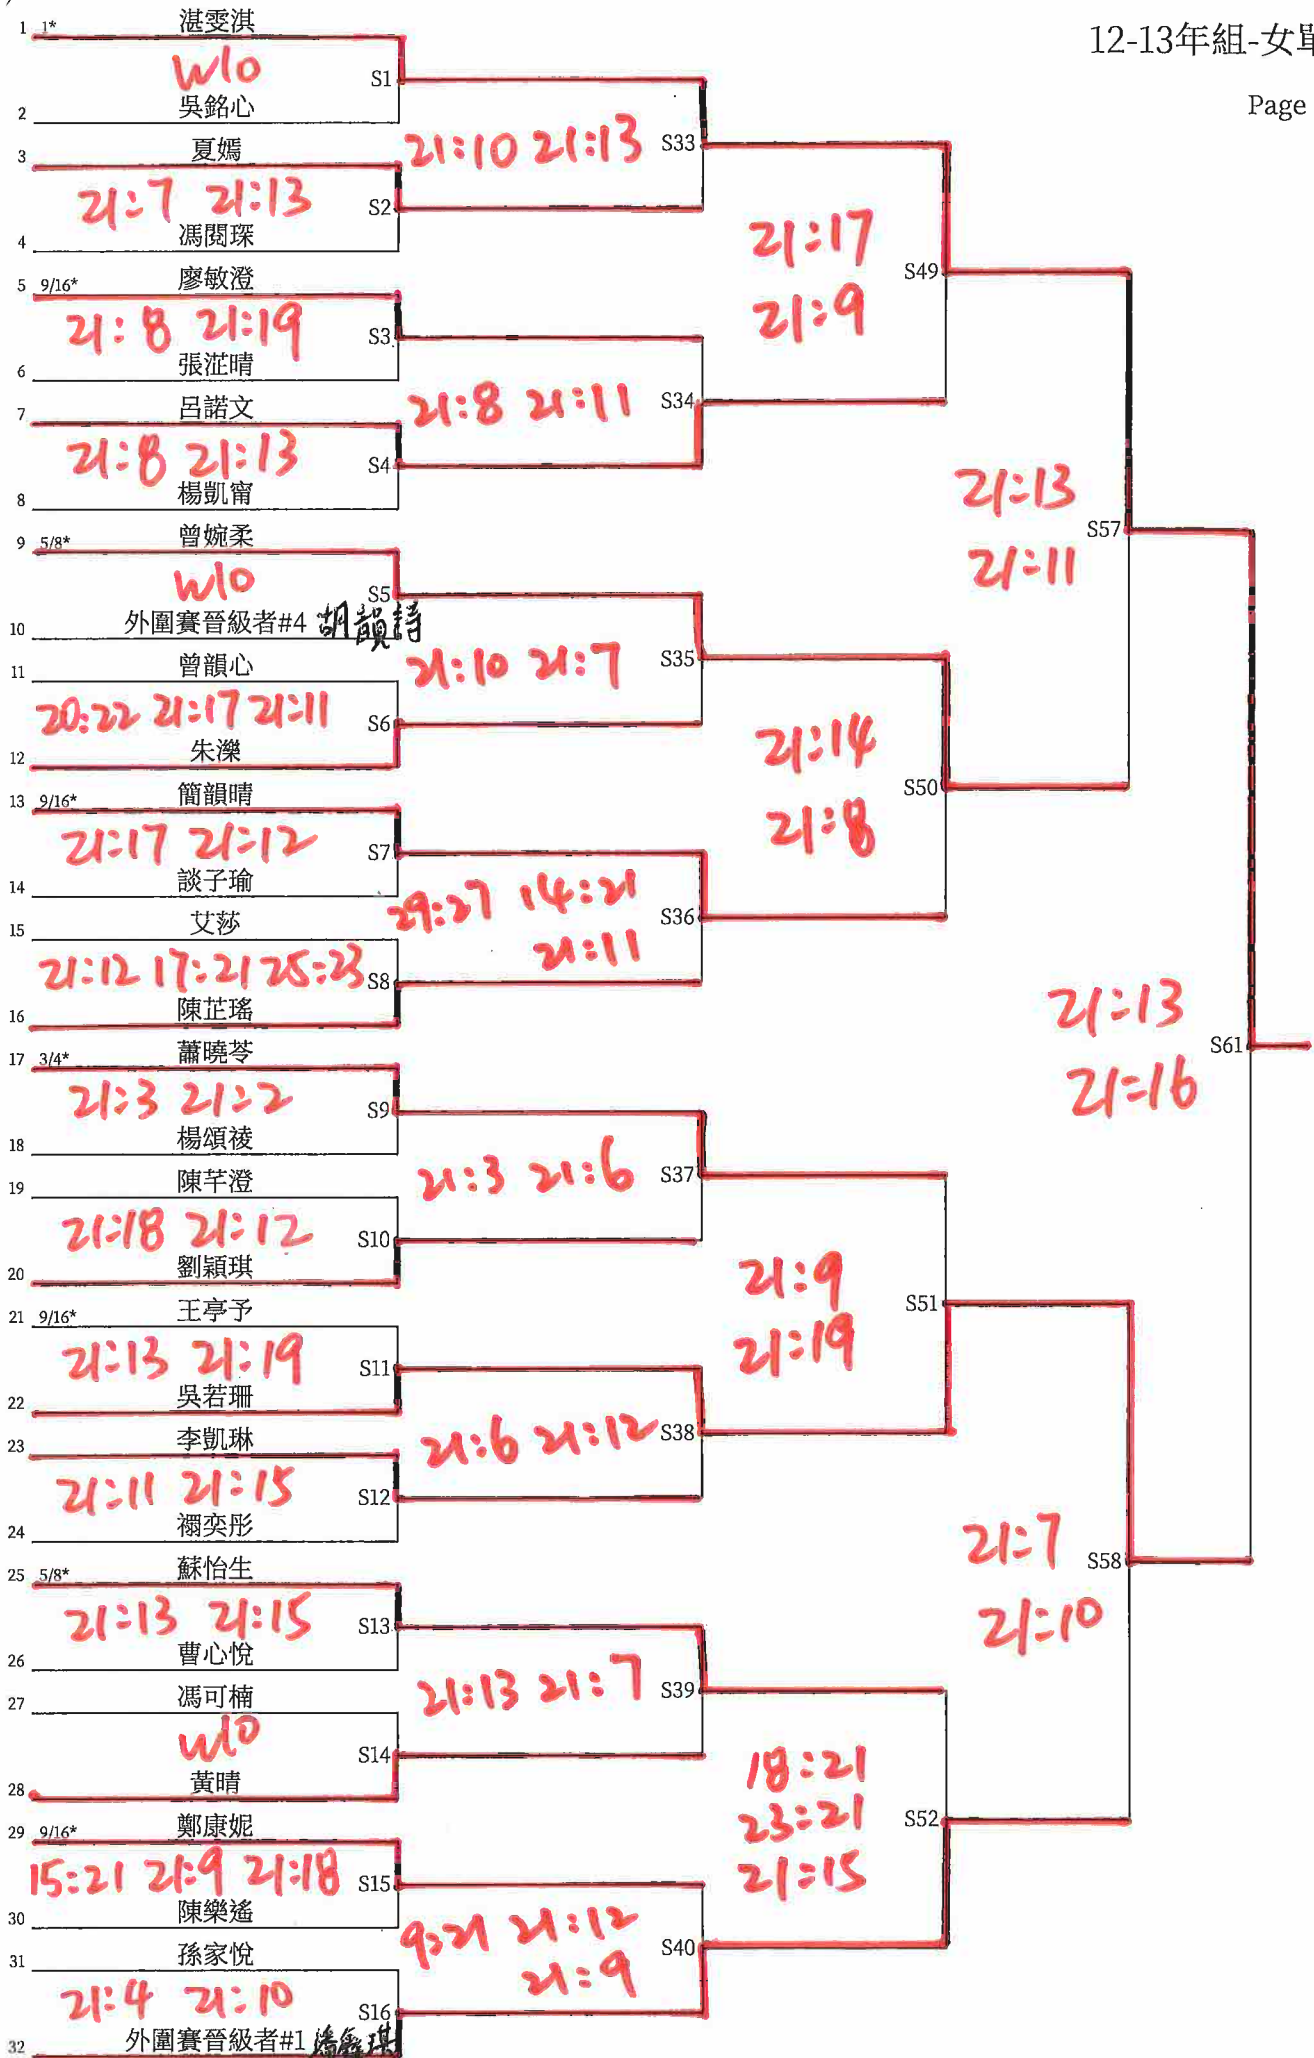 12-13年組-女單
Page
1 1* 湛雯淇
w/o S1
2 吳銘心
21:10 21:13 S33
3 夏嫣
21:7 21:13 S2
4 馮閱琛
21:17
21:9
S49
5 9/16* 廖敏澄
21:8 21:19 S3
6 張淽晴
21:8 21:11 S34
7 呂諾文
21:8 21:13 S4
8 楊凱甯
21:13
21:11
S57
9 5/8* 曾婉柔
w/o S5
10 外圍賽晉級者#4 胡韻詩
21:10 21:7 S35
11 曾韻心
20:22 21:17 21:11 S6
12 朱濼
21:14
21:8
S50
13 9/16* 簡韻晴
21:17 21:12 S7
14 談子瑜
29:27 14:21
21:11
S36
15 艾莎
21:12 17:21 25:23 S8
16 陳芷瑤
21:13
21:16
S61
17 3/4* 蕭曉苓
21:3 21:2 S9
18 楊頌祾
21:3 21:6 S37
19 陳芊澄
21:18 21:12 S10
20 劉穎琪
21:9
21:19
S51
21 9/16* 王亭予
21:13 21:19 S11
22 吳若珊
21:6 21:12 S38
23 李凱琳
21:11 21:15 S12
24 禤奕彤
21:7
21:10
S58
25 5/8* 蘇怡生
21:13 21:15 S13
26 曹心悅
21:13 21:7 S39
27 馮可楠
w/o S14
28 黃晴
18:21
23:21
21:15
S52
29 9/16* 鄭康妮
15:21 21:9 21:18 S15
30 陳樂遙
9:21 21:12
21:9
S40
31 孫家悅
21:4 21:10 S16
32 外圍賽晉級者#1